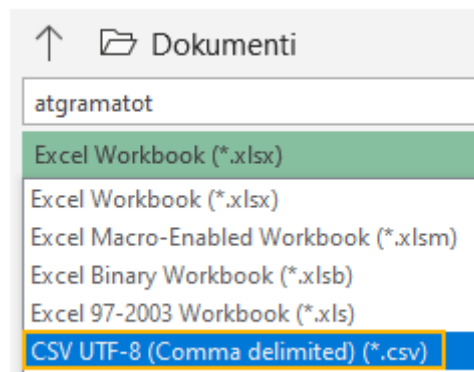 Dokumenti
atgramatot
Excel Workbook (*.xlsx)
Excel Workbook (*.xlsx)
Excel Macro-Enabled Workbook (*.xlsm)
Excel Binary Workbook (*.xlsb)
Excel 97-2003 Workbook (*.xls)
CSV UTF-8 (Comma delimited) (*.csv)